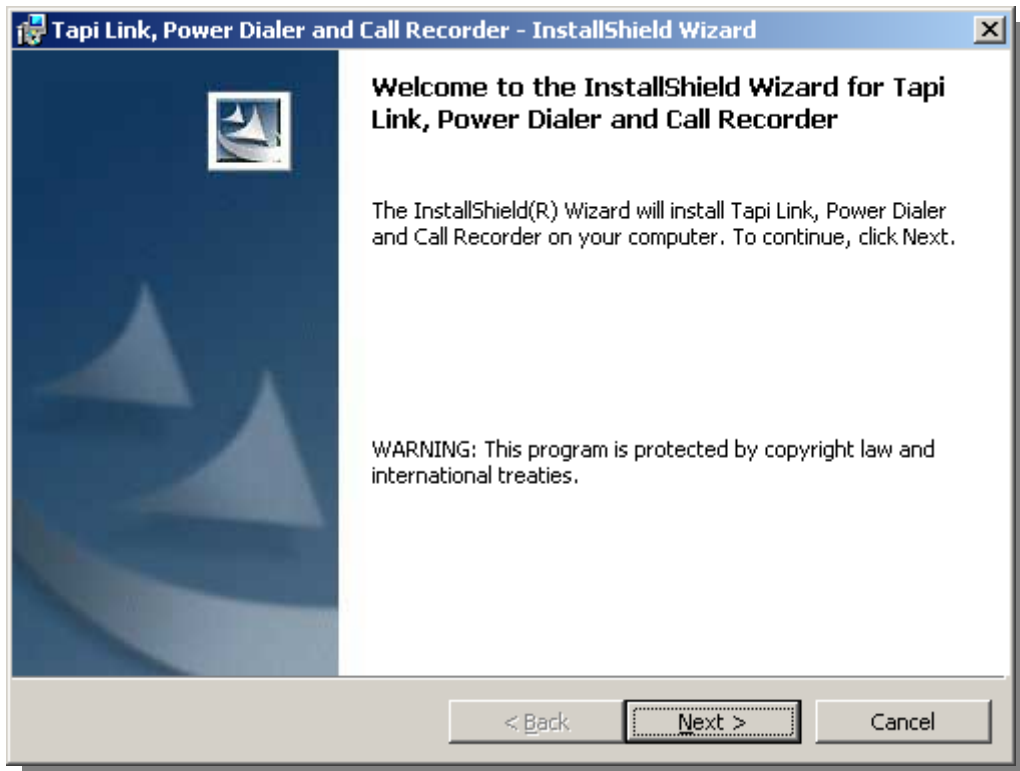 Tapi Link, Power Dialer and Call Recorder - InstallShield Wizard
Welcome to the InstallShield Wizard for Tapi
Link, Power Dialer and Call Recorder
The InstallShield(R) Wizard will install Tapi Link, Power Dialer
and Call Recorder on your computer. To continue, click Next.
WARNING: This program is protected by copyright law and
international treaties.
< Back
Next >
Cancel